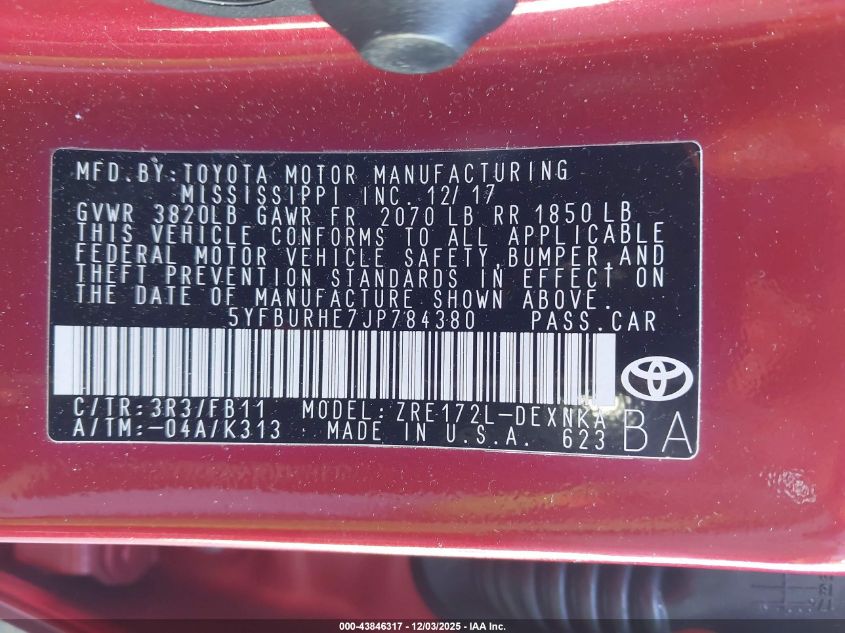 MFD.BY:TOYOTA MOTOR MANUFACTURING
MISSISSIPPI INC. 12/17
GVWR 3820LB GAWR FR 2070 LB RR 1850 LB
THIS VEHICLE CONFORMS TO ALL APPLICABLE
FEDERAL MOTOR VEHICLE SAFETY,BUMPER,AND
THEFT PREVENTION STANDARDS IN EFFECT ON
THE DATE OF MANUFACTURE SHOWN ABOVE.
5YFBURHE7JP784380 PASS.CAR
C/TR:3R3/FB11 MODEL:ZRE172L-DEXNKA
A/TM:-04A/K313 MADE IN U.S.A. 623 BA
000-43846317 - 12/03/2025 - IAA Inc.